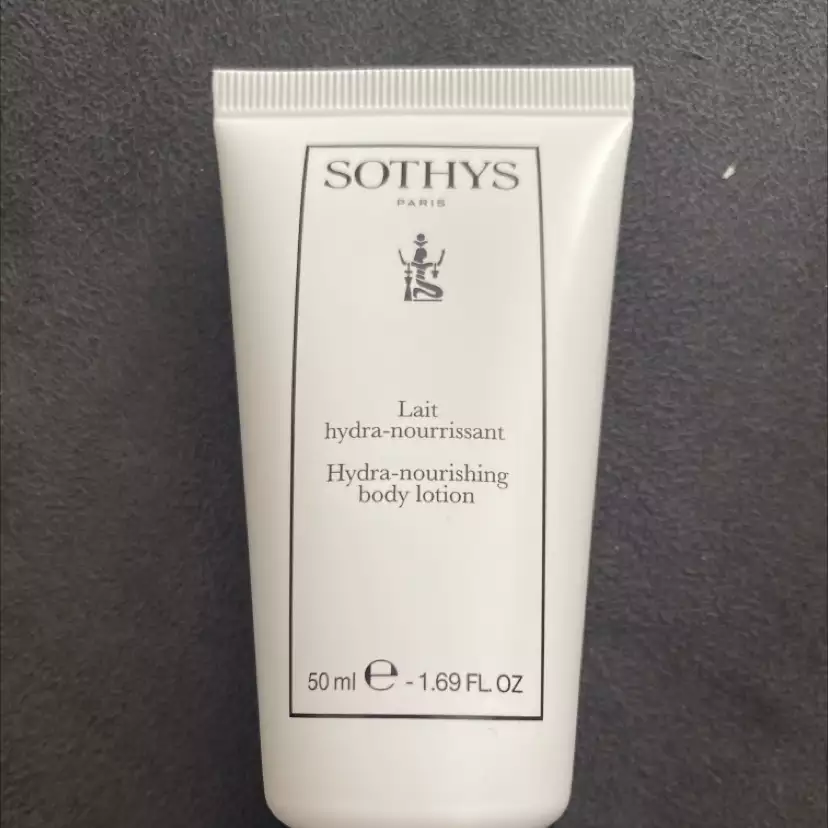 SOTHYS
PARIS
Lait
hydra-nourrissant
Hydra-nourishing
body lotion
50 ml ℮ - 1.69 FL. OZ